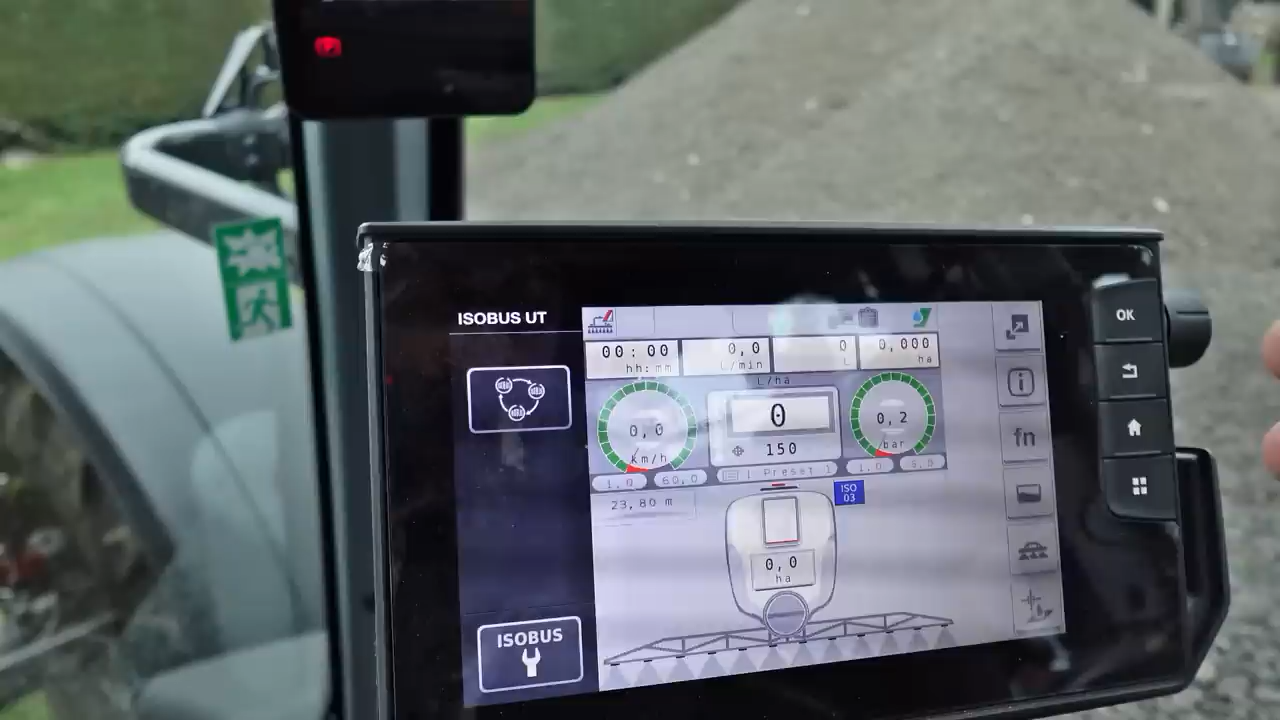 ISOBUS UT
00:00
hh:mm
0,0
L/min
0
L
0,000
ha
L/ha
0
150
0,0
Km/h
0,2
bar
1.0
60,0
Preset 1
1.0
5.0
23,80 m
ISO
03
0,0
ha
ISOBUS
fn
OK